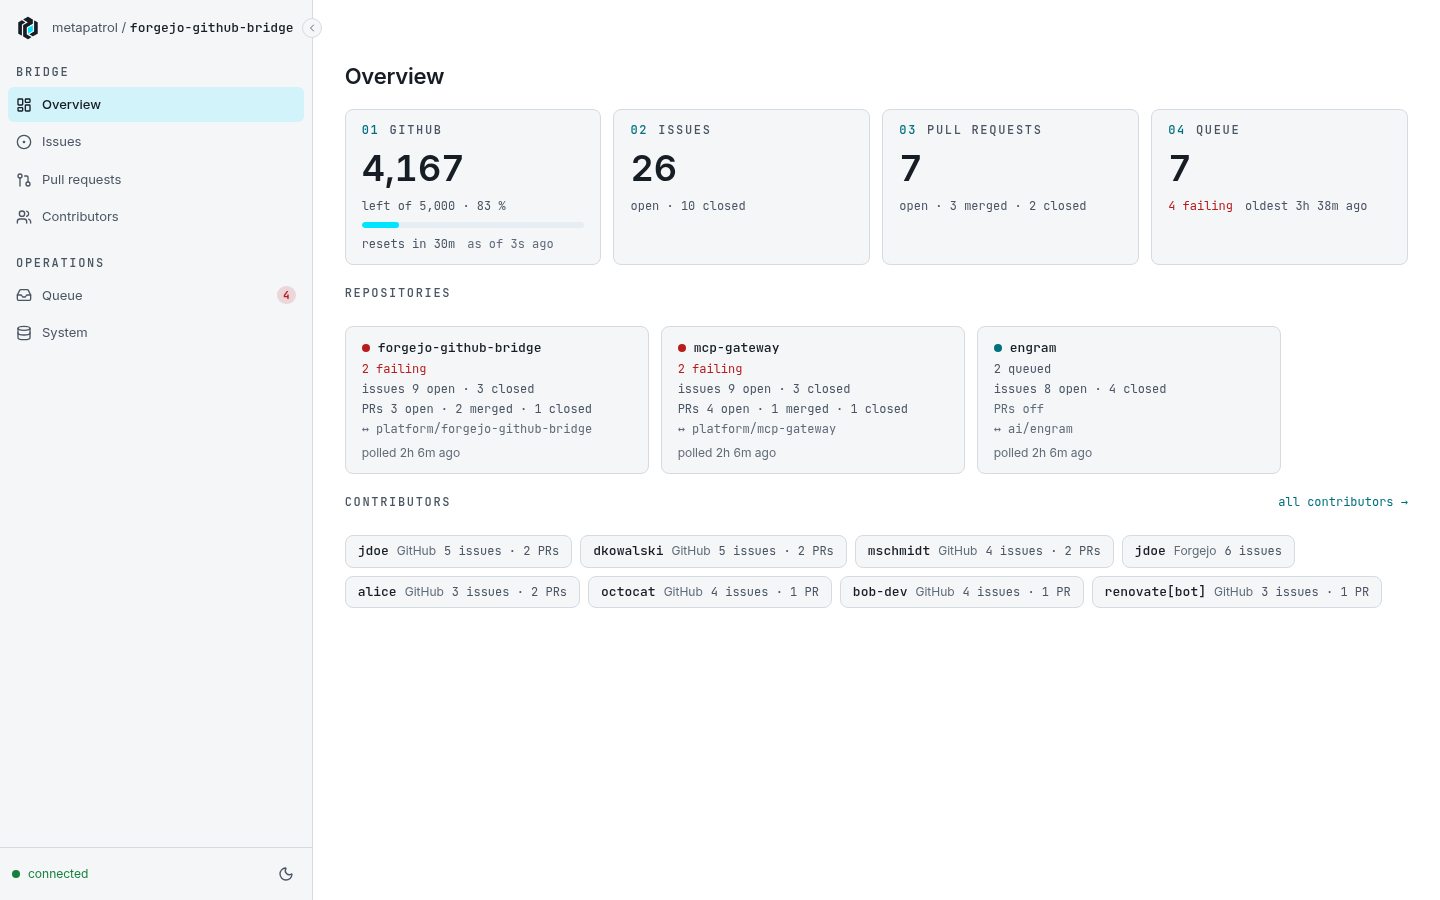 metapatrol / forgejo-github-bridge
BRIDGE
Overview
Issues
Pull requests
Contributors
OPERATIONS
Queue 4
System
connected
Overview
01 GITHUB
4,167
left of 5,000 · 83 %
resets in 30m as of 3s ago
02 ISSUES
26
open · 10 closed
03 PULL REQUESTS
7
open · 3 merged · 2 closed
04 QUEUE
7
4 failing oldest 3h 38m ago
REPOSITORIES
forgejo-github-bridge
2 failing
issues 9 open · 3 closed
PRs 3 open · 2 merged · 1 closed
↔ platform/forgejo-github-bridge
polled 2h 6m ago
mcp-gateway
2 failing
issues 9 open · 3 closed
PRs 4 open · 1 merged · 1 closed
↔ platform/mcp-gateway
polled 2h 6m ago
engram
2 queued
issues 8 open · 4 closed
PRs off
↔ ai/engram
polled 2h 6m ago
CONTRIBUTORS
all contributors →
jdoe GitHub 5 issues · 2 PRs
dkowalski GitHub 5 issues · 2 PRs
mschmidt GitHub 4 issues · 2 PRs
jdoe Forgejo 6 issues
alice GitHub 3 issues · 2 PRs
octocat GitHub 4 issues · 1 PR
bob-dev GitHub 4 issues · 1 PR
renovate[bot] GitHub 3 issues · 1 PR